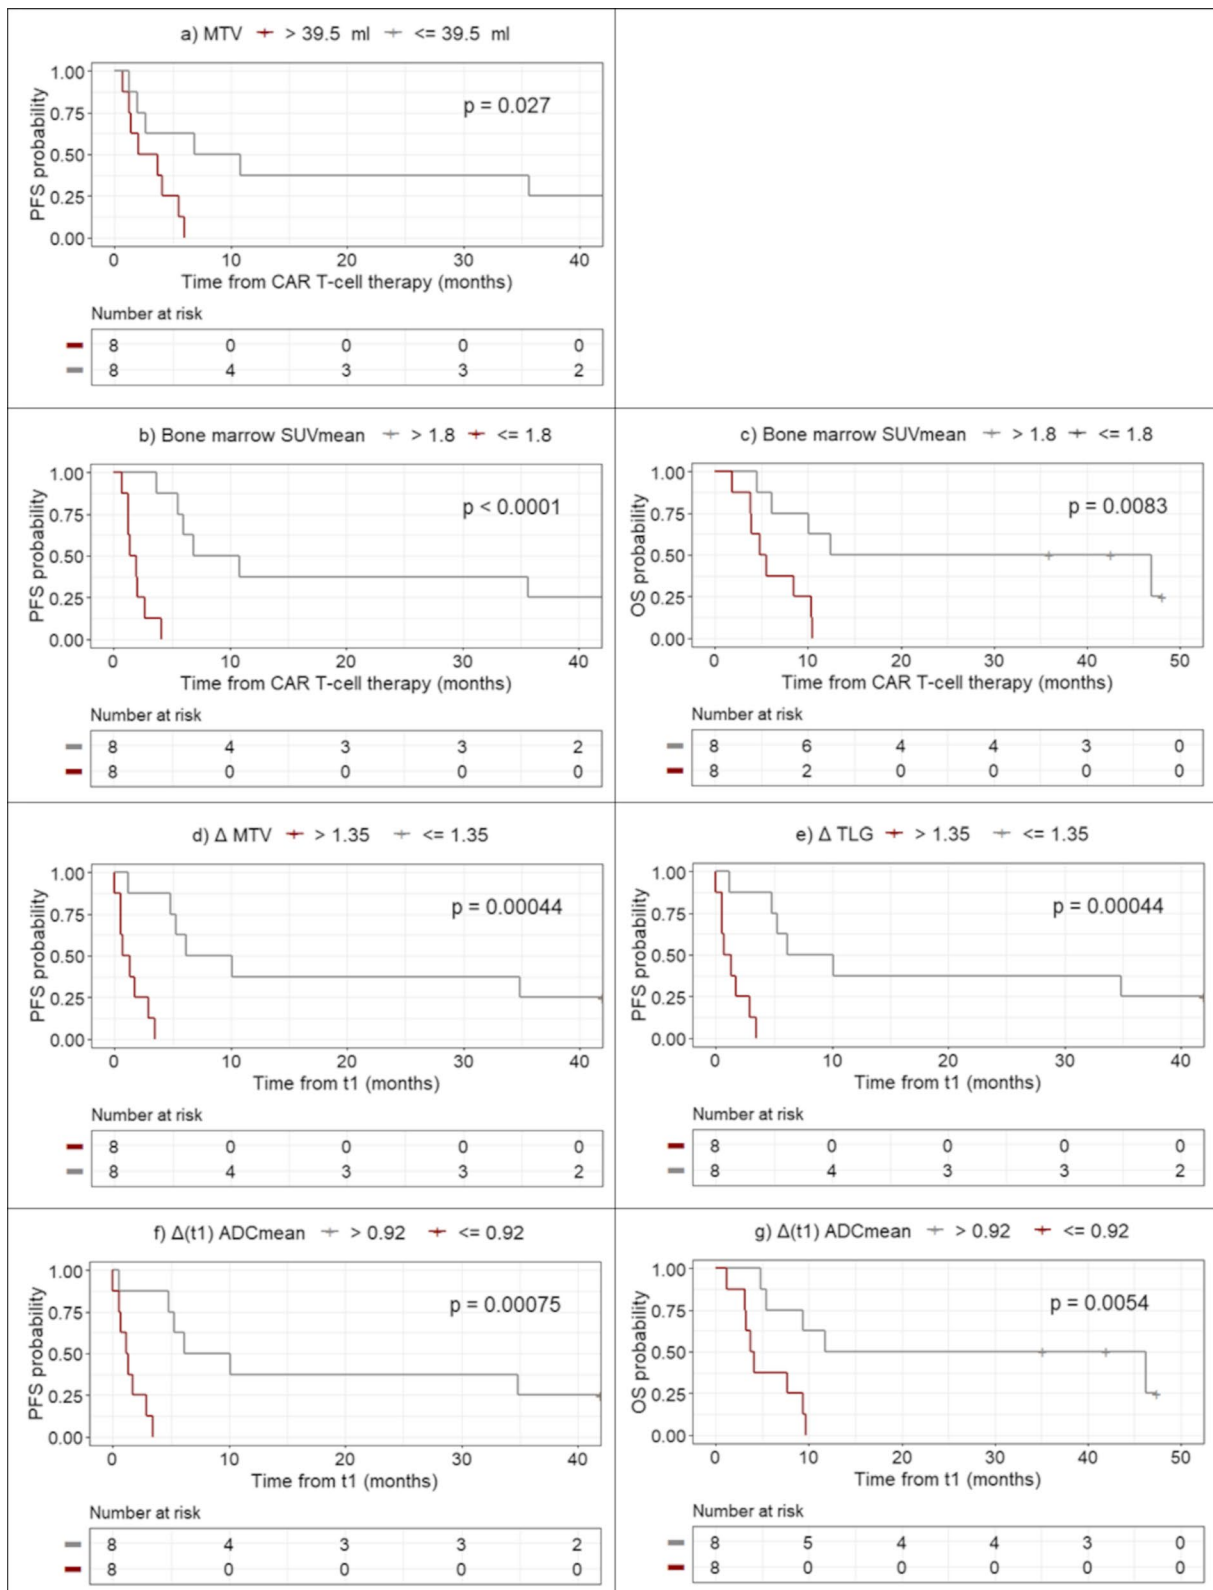 a) MTV > 39.5 ml <= 39.5 ml
1.00
0.75
0.50
0.25
0.00
PFS probability
p = 0.027
0 10 20 30 40
Time from CAR T-cell therapy (months)
Number at risk
8 0 0 0 0
8 4 3 3 2
b) Bone marrow SUVmean > 1.8 <= 1.8
1.00
0.75
0.50
0.25
0.00
PFS probability
p < 0.0001
0 10 20 30 40
Time from CAR T-cell therapy (months)
Number at risk
8 4 3 3 2
8 0 0 0 0
c) Bone marrow SUVmean > 1.8 <= 1.8
1.00
0.75
0.50
0.25
0.00
OS probability
p = 0.0083
0 10 20 30 40 50
Time from CAR T-cell therapy (months)
Number at risk
8 6 4 4 3 0
8 2 0 0 0 0
d) Δ MTV > 1.35 <= 1.35
1.00
0.75
0.50
0.25
0.00
PFS probability
p = 0.00044
0 10 20 30 40
Time from t1 (months)
Number at risk
8 0 0 0 0
8 4 3 3 2
e) Δ TLG > 1.35 <= 1.35
1.00
0.75
0.50
0.25
0.00
PFS probability
p = 0.00044
0 10 20 30 40
Time from t1 (months)
Number at risk
8 0 0 0 0
8 4 3 3 2
f) Δ(t1) ADCmean > 0.92 <= 0.92
1.00
0.75
0.50
0.25
0.00
PFS probability
p = 0.00075
0 10 20 30 40
Time from t1 (months)
Number at risk
8 4 3 3 2
8 0 0 0 0
g) Δ(t1) ADCmean > 0.92 <= 0.92
1.00
0.75
0.50
0.25
0.00
OS probability
p = 0.0054
0 10 20 30 40 50
Time from t1 (months)
Number at risk
8 5 4 4 3 0
8 0 0 0 0 0